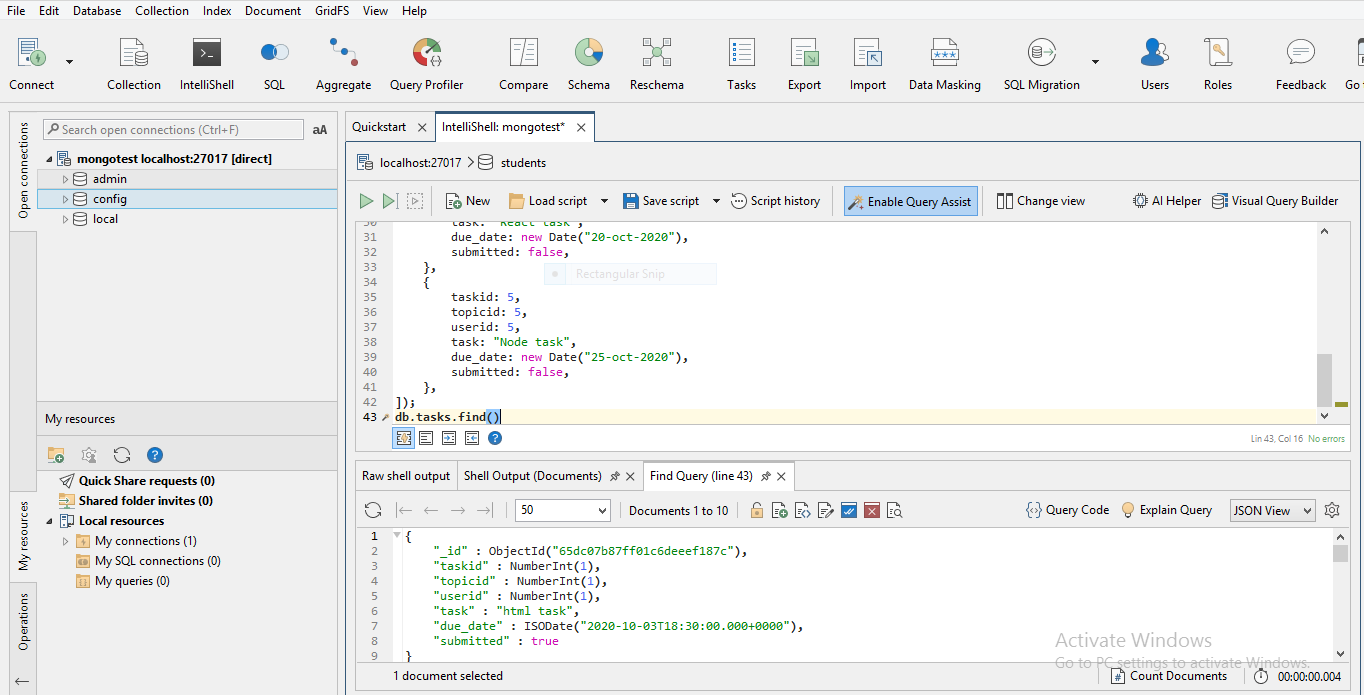 File Edit Database Collection Index Document GridFS View Help
Connect Collection IntelliShell SQL Aggregate Query Profiler Compare Schema Reschema Tasks Export Import Data Masking SQL Migration Users Roles Feedback Go
Open connections
Search open connections (Ctrl+F) aA
mongotest localhost:27017 [direct]
admin
config
local
My resources
Quick Share requests (0)
Shared folder invites (0)
Local resources
My connections (1)
My SQL connections (0)
My queries (0)
My resources
Operations
Quickstart IntelliShell: mongotest*
localhost:27017 students
New Load script Save script Script history Enable Query Assist Change view AI Helper Visual Query Builder
30 task: "React task",
31 due_date: new Date("20-oct-2020"),
32 submitted: false,
33 },
Rectangular Snip
34 {
35 taskid: 5,
36 topicid: 5,
37 userid: 5,
38 task: "Node task",
39 due_date: new Date("25-oct-2020"),
40 submitted: false,
41 },
42 ]);
43 db.tasks.find()
Lin 43, Col 16 No errors
Raw shell output Shell Output (Documents) Find Query (line 43)
50 Documents 1 to 10 Query Code Explain Query JSON View
1 {
2 "_id" : ObjectId("65dc07b87ff01c6deeef187c"),
3 "taskid" : NumberInt(1),
4 "topicid" : NumberInt(1),
5 "userid" : NumberInt(1),
6 "task" : "html task",
7 "due_date" : ISODate("2020-10-03T18:30:00.000+0000"),
8 "submitted" : true
9 }
Activate Windows
Go to PC settings to activate Windows.
1 document selected Count Documents 00:00:00.004